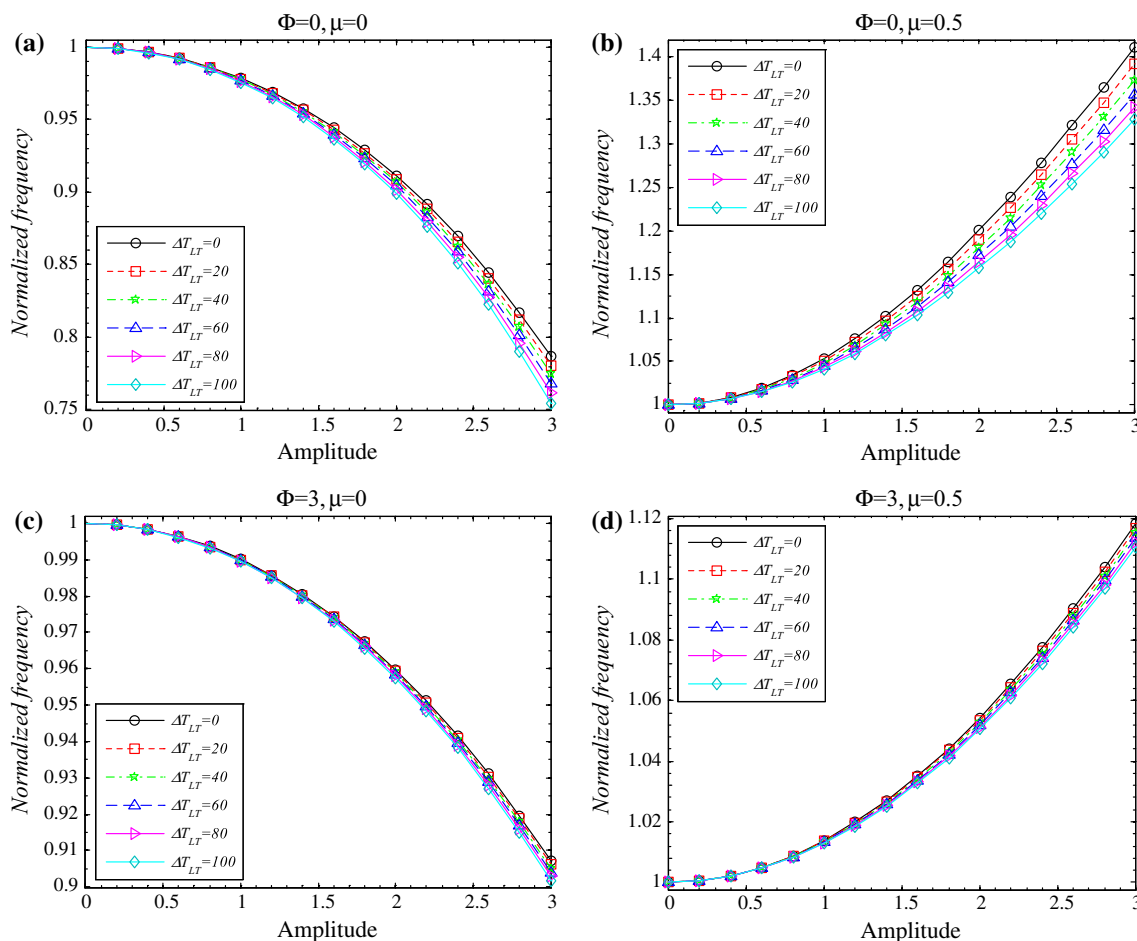 (a)
Φ=0, μ=0
1
0.95
0.9
0.85
0.8
0.75
Normalized frequency
ΔT_LT=0
ΔT_LT=20
ΔT_LT=40
ΔT_LT=60
ΔT_LT=80
ΔT_LT=100
0 0.5 1 1.5 2 2.5 3
Amplitude
(b)
Φ=0, μ=0.5
1.4
1.35
1.3
1.25
1.2
1.15
1.1
1.05
1
Normalized frequency
ΔT_LT=0
ΔT_LT=20
ΔT_LT=40
ΔT_LT=60
ΔT_LT=80
ΔT_LT=100
0 0.5 1 1.5 2 2.5 3
Amplitude
(c)
Φ=3, μ=0
1
0.99
0.98
0.97
0.96
0.95
0.94
0.93
0.92
0.91
0.9
Normalized frequency
ΔT_LT=0
ΔT_LT=20
ΔT_LT=40
ΔT_LT=60
ΔT_LT=80
ΔT_LT=100
0 0.5 1 1.5 2 2.5 3
Amplitude
(d)
Φ=3, μ=0.5
1.12
1.1
1.08
1.06
1.04
1.02
1
Normalized frequency
ΔT_LT=0
ΔT_LT=20
ΔT_LT=40
ΔT_LT=60
ΔT_LT=80
ΔT_LT=100
0 0.5 1 1.5 2 2.5 3
Amplitude